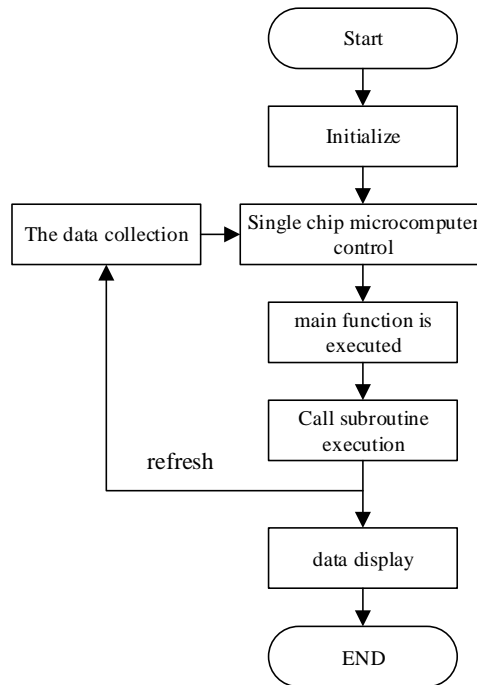 Start
Initialize
The data collection
Single chip microcomputer
control
main function is
executed
Call subroutine
execution
refresh
data display
END